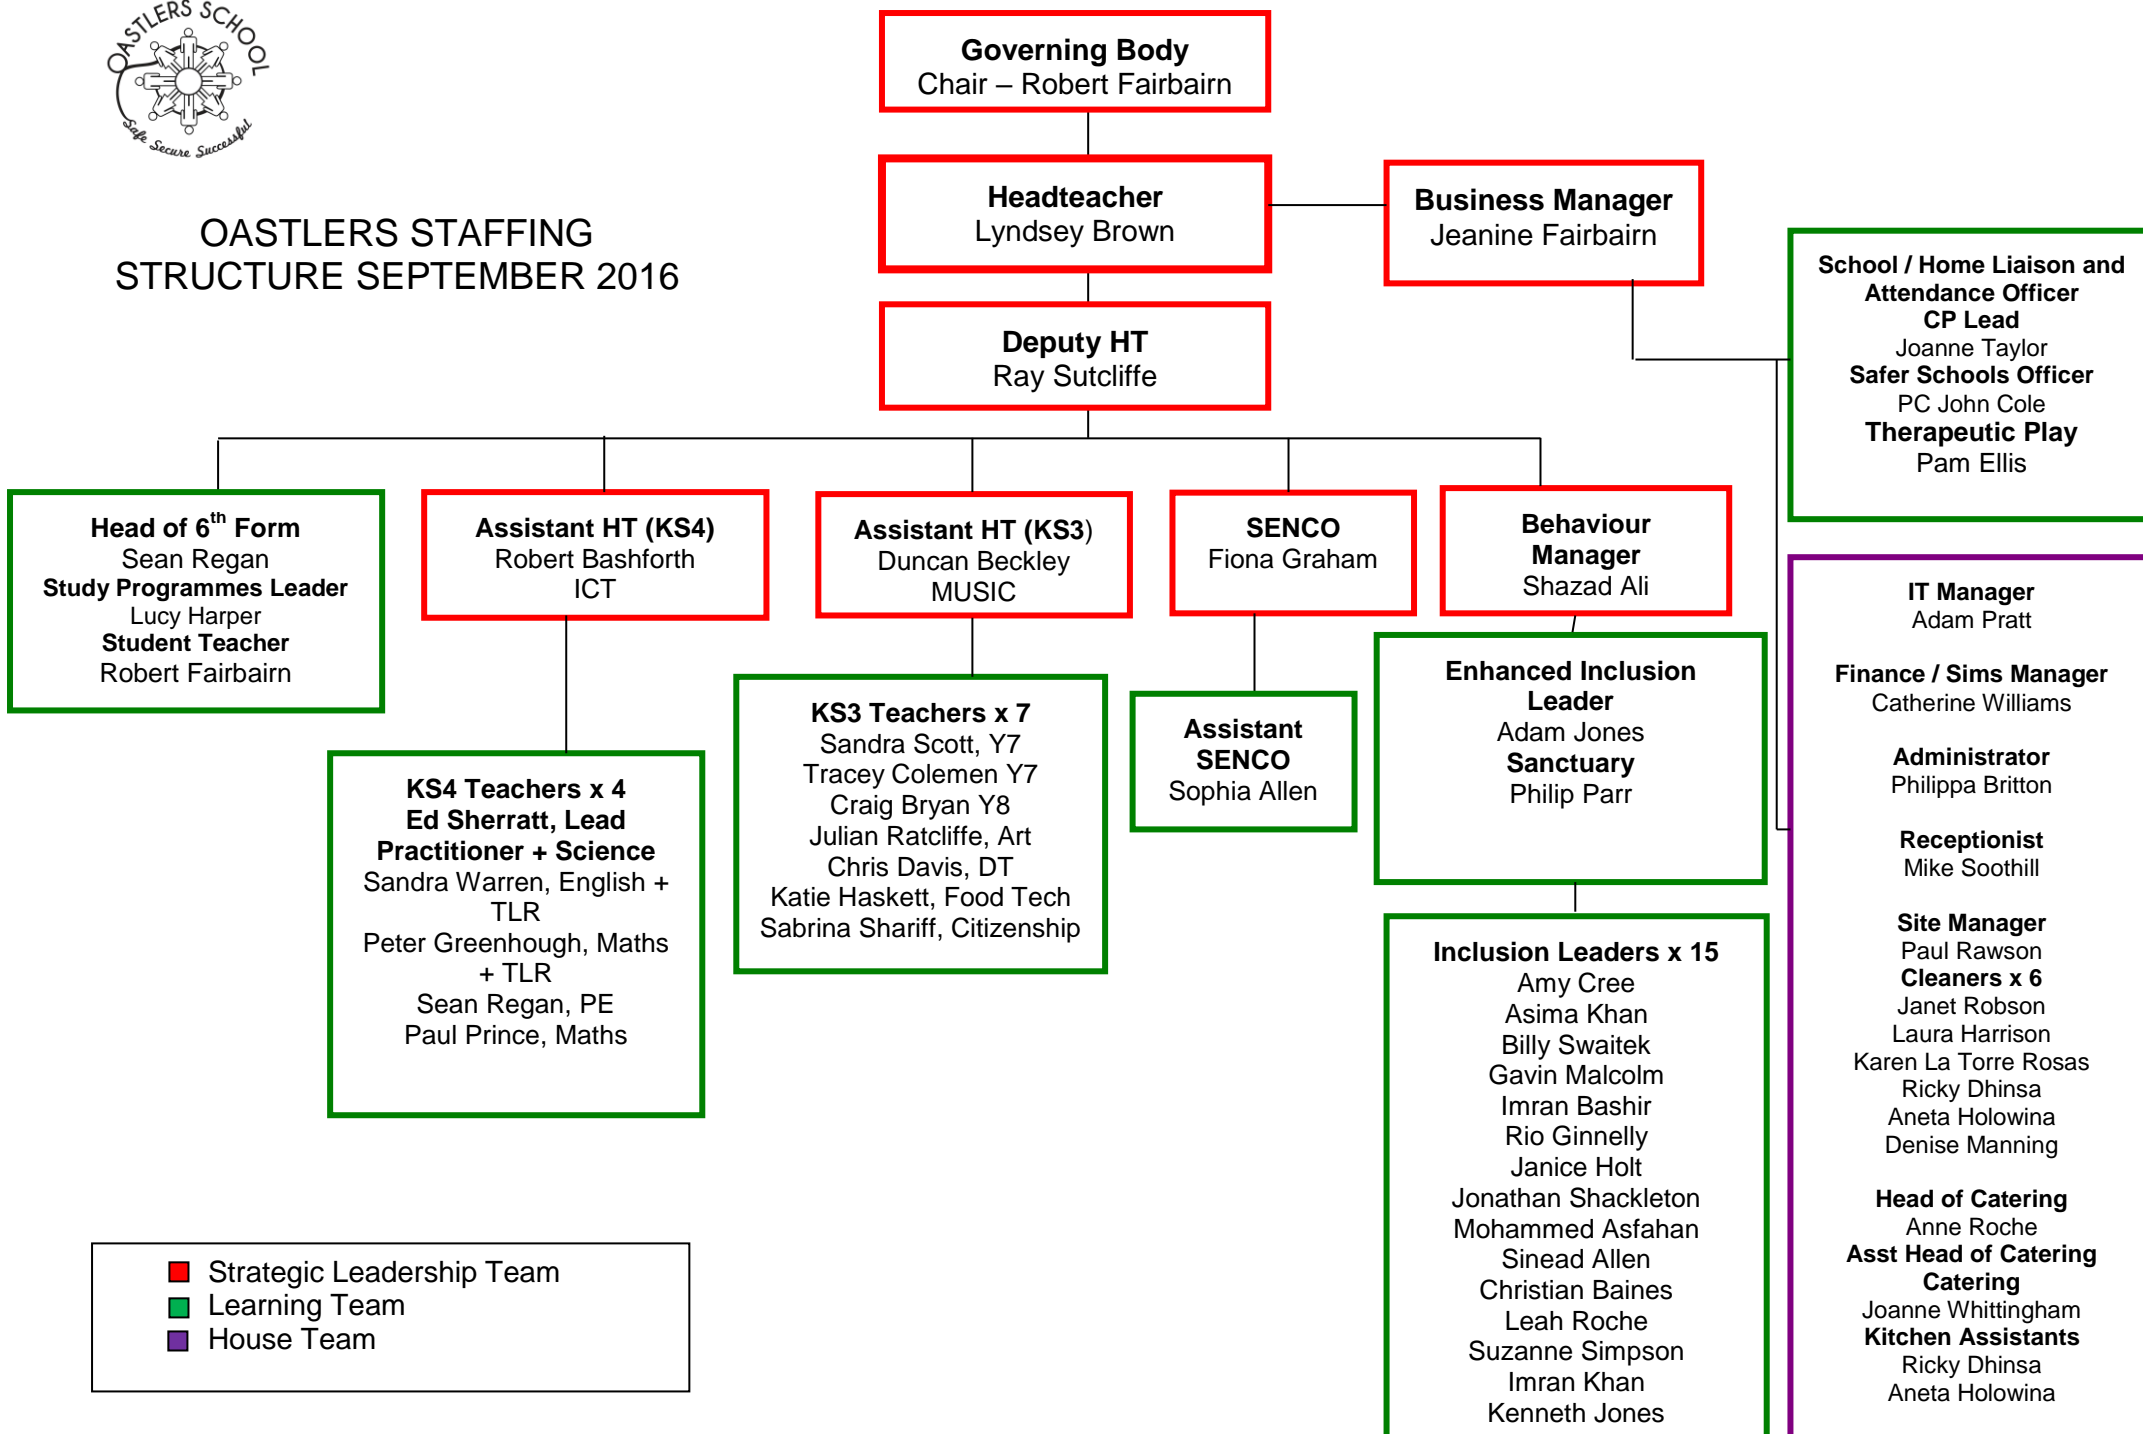 OASTLERS SCHOOL
Safe Secure Successful
OASTLERS STAFFING
STRUCTURE SEPTEMBER 2016
Governing Body
Chair – Robert Fairbairn
Headteacher
Lyndsey Brown
Business Manager
Jeanine Fairbairn
Deputy HT
Ray Sutcliffe
School / Home Liaison and
Attendance Officer
CP Lead
Joanne Taylor
Safer Schools Officer
PC John Cole
Therapeutic Play
Pam Ellis
Head of 6th Form
Sean Regan
Study Programmes Leader
Lucy Harper
Student Teacher
Robert Fairbairn
Assistant HT (KS4)
Robert Bashforth
ICT
Assistant HT (KS3)
Duncan Beckley
MUSIC
SENCO
Fiona Graham
Behaviour
Manager
Shazad Ali
KS4 Teachers x 4
Ed Sherratt, Lead
Practitioner + Science
Sandra Warren, English +
TLR
Peter Greenhough, Maths
+ TLR
Sean Regan, PE
Paul Prince, Maths
KS3 Teachers x 7
Sandra Scott, Y7
Tracey Colemen Y7
Craig Bryan Y8
Julian Ratcliffe, Art
Chris Davis, DT
Katie Haskett, Food Tech
Sabrina Shariff, Citizenship
Assistant
SENCO
Sophia Allen
Enhanced Inclusion
Leader
Adam Jones
Sanctuary
Philip Parr
Inclusion Leaders x 15
Amy Cree
Asima Khan
Billy Swaitek
Gavin Malcolm
Imran Bashir
Rio Ginnelly
Janice Holt
Jonathan Shackleton
Mohammed Asfahan
Sinead Allen
Christian Baines
Leah Roche
Suzanne Simpson
Imran Khan
Kenneth Jones
IT Manager
Adam Pratt
Finance / Sims Manager
Catherine Williams
Administrator
Philippa Britton
Receptionist
Mike Soothill
Site Manager
Paul Rawson
Cleaners x 6
Janet Robson
Laura Harrison
Karen La Torre Rosas
Ricky Dhinsa
Aneta Holowina
Denise Manning
Head of Catering
Anne Roche
Asst Head of Catering
Catering
Joanne Whittingham
Kitchen Assistants
Ricky Dhinsa
Aneta Holowina
Strategic Leadership Team
Learning Team
House Team